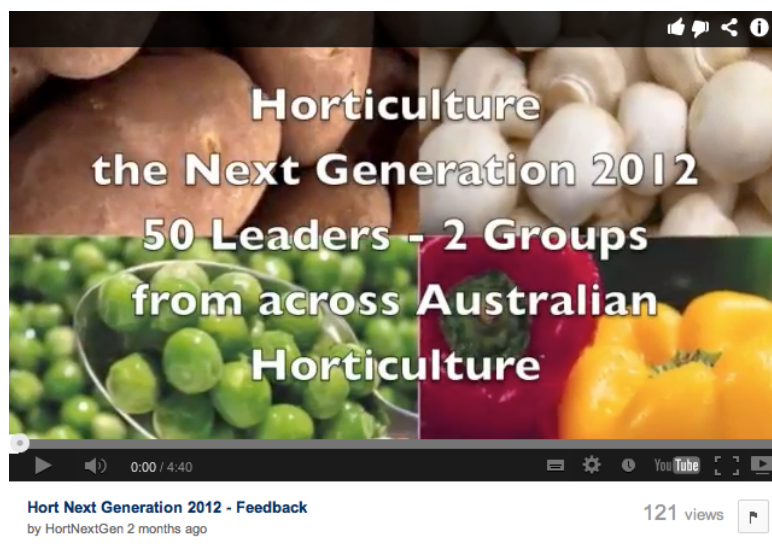 Horticulture
the Next Generation 2012
50 Leaders - 2 Groups
from across Australian
Horticulture
0:00 / 4:40
YouTube
Hort Next Generation 2012 - Feedback
121 views
by HortNextGen 2 months ago